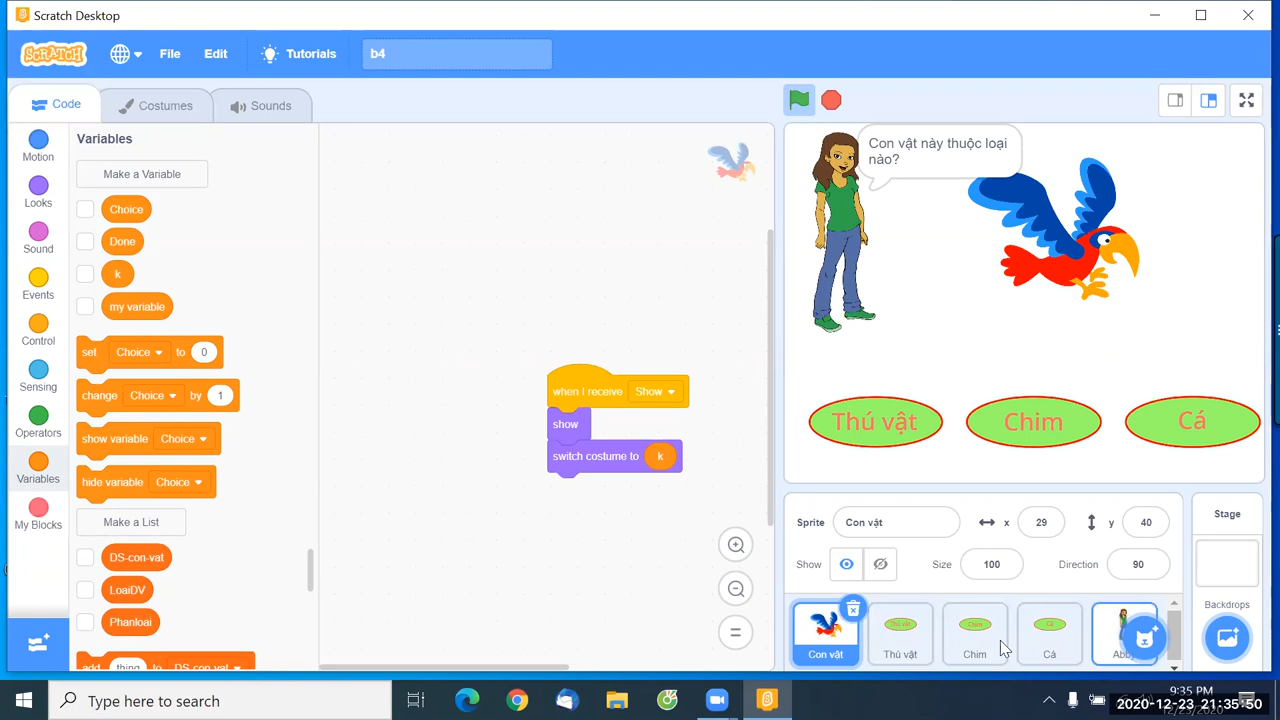 Scratch Desktop
SCRATCH File Edit Tutorials b4
Code Costumes Sounds
Motion
Looks
Sound
Events
Control
Sensing
Operators
Variables
My Blocks
Variables
Make a Variable
Choice
Done
k
my variable
set Choice to 0
change Choice by 1
show variable Choice
hide variable Choice
Make a List
DS-con-vat
LoaiDV
Phanloai
add thing to DS-con-vat
when I receive Show
show
switch costume to k
Con vật này thuộc loại
nào?
Thú vật Chim Cá
Sprite Con vật x 29 y 40
Show Size 100 Direction 90
Con vật Thú vật Chim Cá
Stage
Backdrops
Type here to search
9:35 PM
2020-12-23 21:35:50